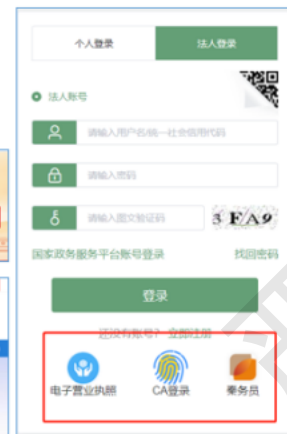 个人登录 法人登录
法人账号
请输入用户名/统一社会信用代码
请输入密码
请输入图文验证码 3 F A 9
国家政务服务平台账号登录 找回密码
登录
还没有账号? 立即注册
电子营业执照 CA登录 秦务员